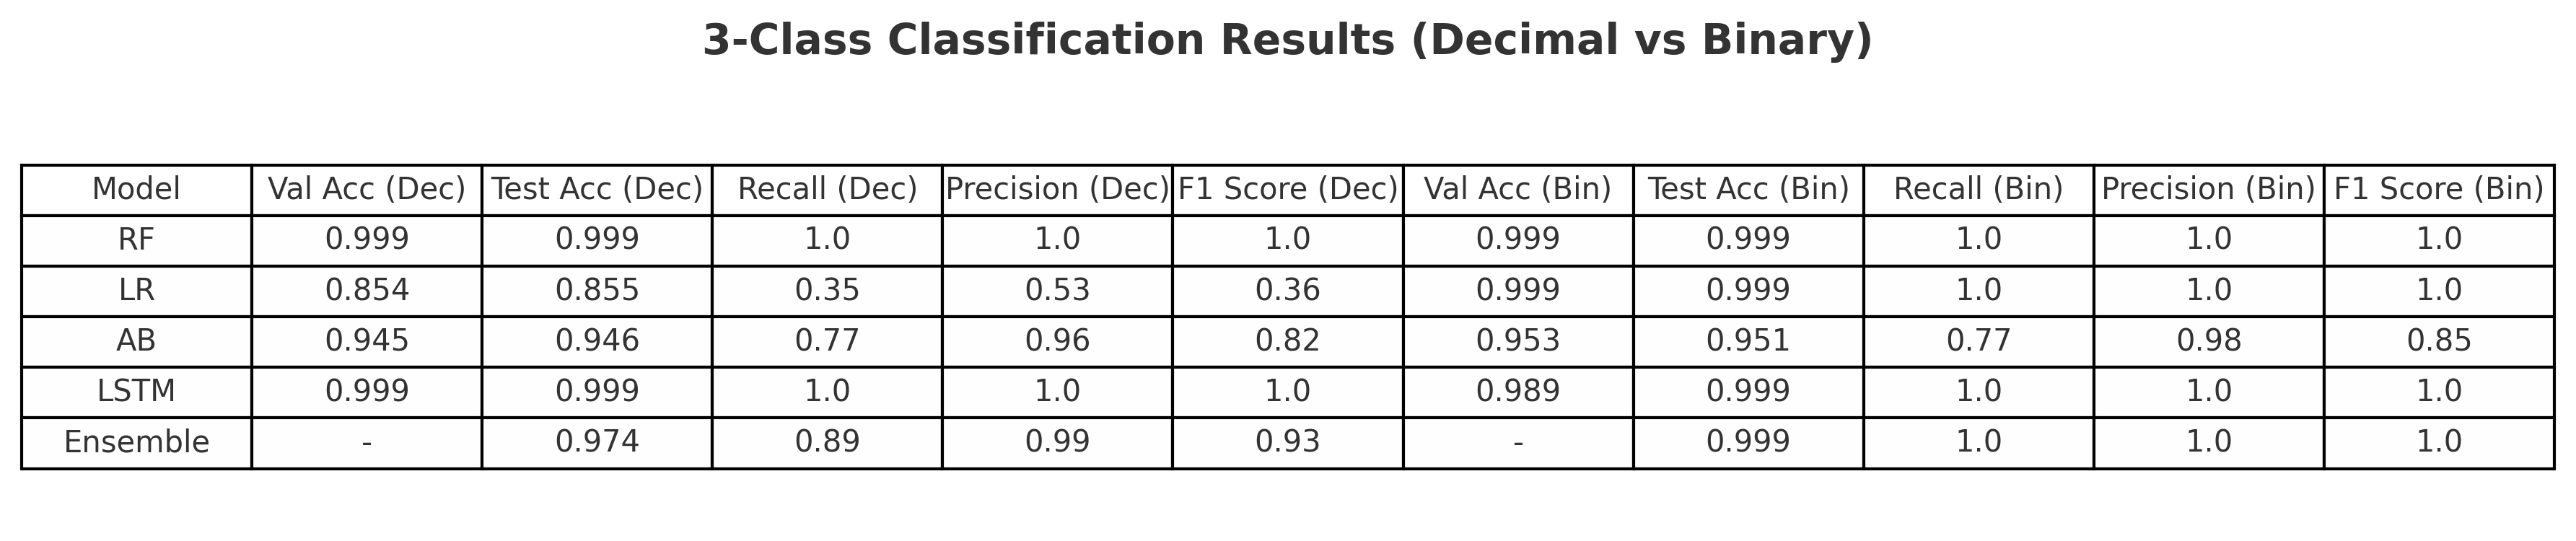 3-Class Classification Results (Decimal vs Binary)
Model Val Acc (Dec) Test Acc (Dec) Recall (Dec) Precision (Dec) F1 Score (Dec) Val Acc (Bin) Test Acc (Bin) Recall (Bin) Precision (Bin) F1 Score (Bin)
RF 0.999 0.999 1.0 1.0 1.0 0.999 0.999 1.0 1.0 1.0
LR 0.854 0.855 0.35 0.53 0.36 0.999 0.999 1.0 1.0 1.0
AB 0.945 0.946 0.77 0.96 0.82 0.953 0.951 0.77 0.98 0.85
LSTM 0.999 0.999 1.0 1.0 1.0 0.989 0.999 1.0 1.0 1.0
Ensemble - 0.974 0.89 0.99 0.93 - 0.999 1.0 1.0 1.0